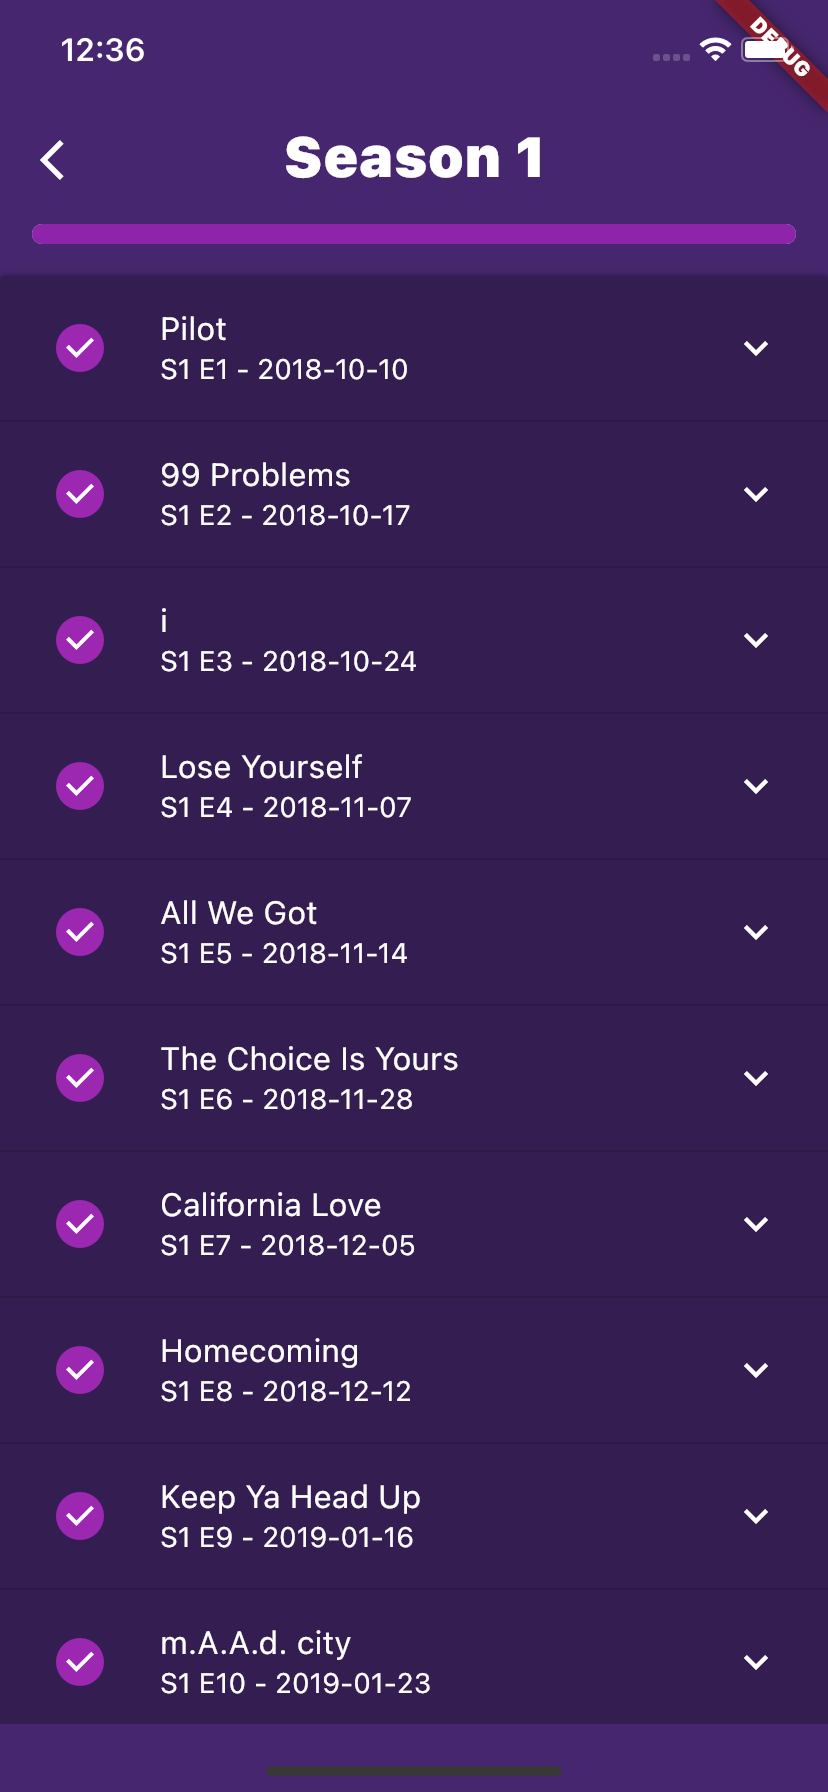 12:36
DEBUG
Season 1
Pilot
S1 E1 - 2018-10-10
99 Problems
S1 E2 - 2018-10-17
i
S1 E3 - 2018-10-24
Lose Yourself
S1 E4 - 2018-11-07
All We Got
S1 E5 - 2018-11-14
The Choice Is Yours
S1 E6 - 2018-11-28
California Love
S1 E7 - 2018-12-05
Homecoming
S1 E8 - 2018-12-12
Keep Ya Head Up
S1 E9 - 2019-01-16
m.A.A.d. city
S1 E10 - 2019-01-23